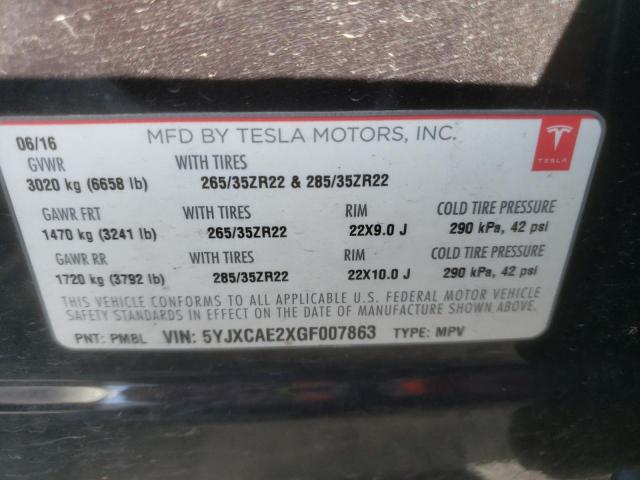 06/16 MFD BY TESLA MOTORS, INC.
GVWR WITH TIRES
3020 kg (6658 lb) 265/35ZR22 & 285/35ZR22
GAWR FRT WITH TIRES RIM COLD TIRE PRESSURE
1470 kg (3241 lb) 265/35ZR22 22X9.0 J 290 kPa, 42 psi
GAWR RR WITH TIRES RIM COLD TIRE PRESSURE
1720 kg (3792 lb) 285/35ZR22 22X10.0 J 290 kPa, 42 psi
THIS VEHICLE CONFORMS TO ALL APPLICABLE U.S. FEDERAL MOTOR VEHICLE
SAFETY STANDARDS IN EFFECT ON THE DATE OF MANUFACTURE SHOWN ABOVE.
PNT: PMBL VIN: 5YJXCAE2XGF007863 TYPE: MPV
TESLA